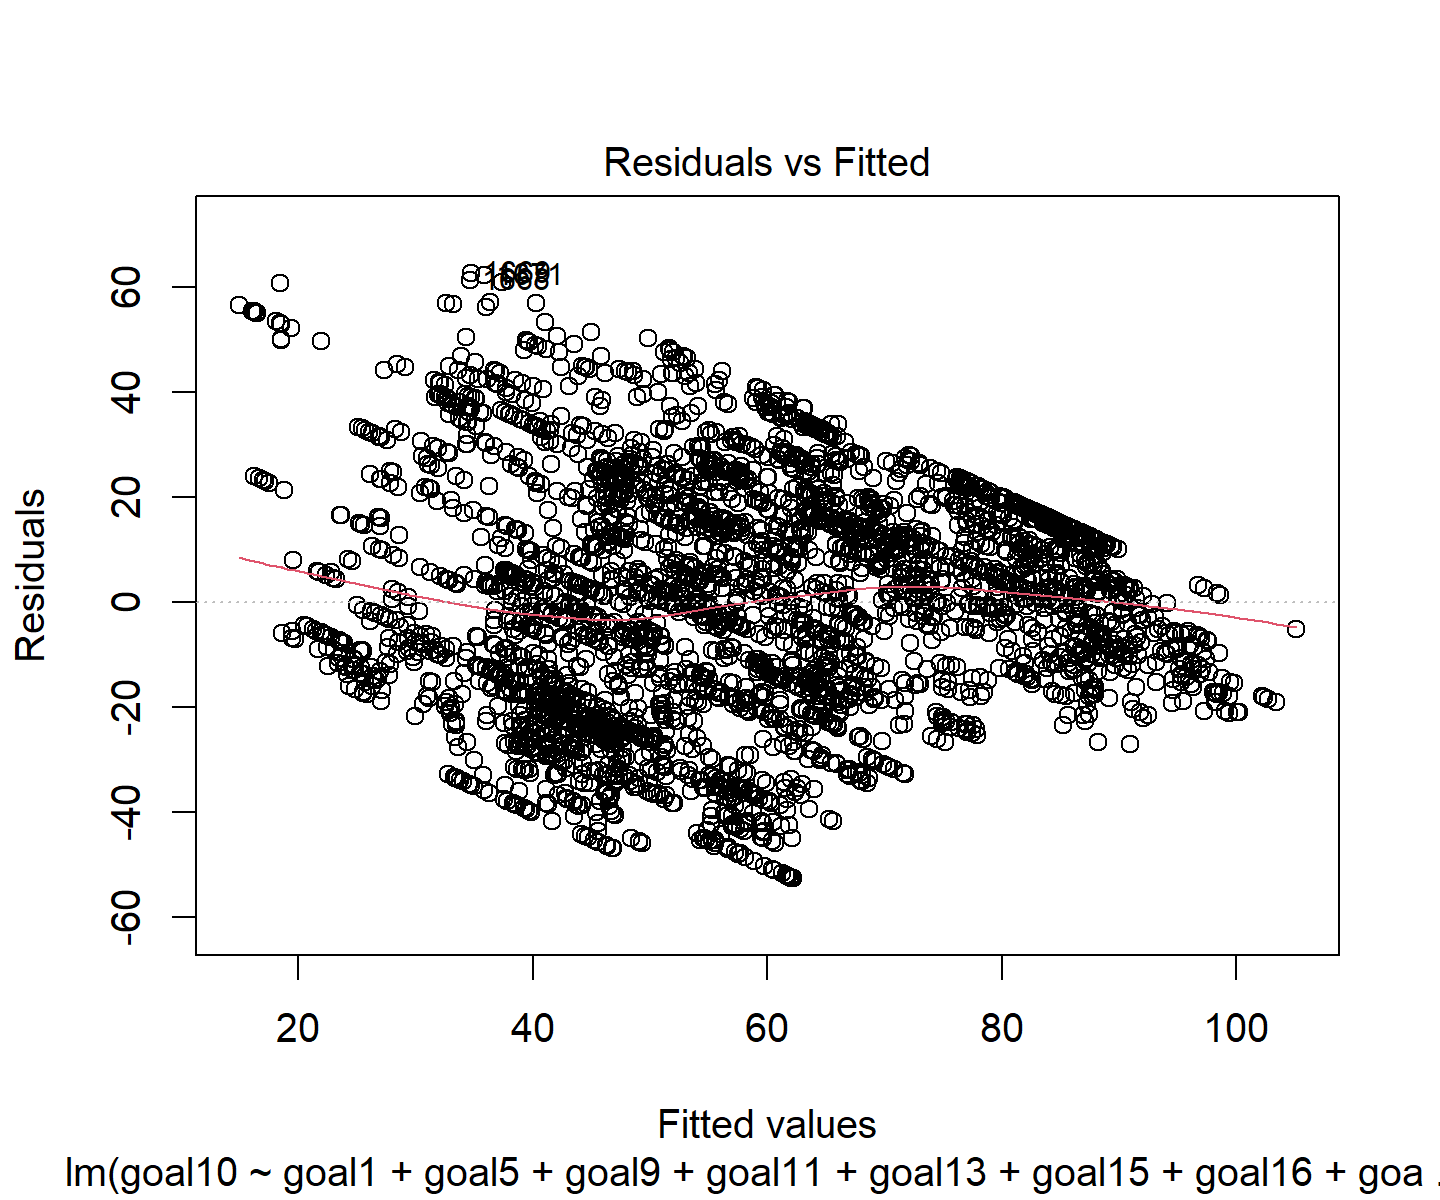 Residuals vs Fitted
Residuals
60
40
20
0
-20
-40
-60
20 40 60 80 100
Fitted values
lm(goal10 ~ goal1 + goal5 + goal9 + goal11 + goal13 + goal15 + goal16 + goa .